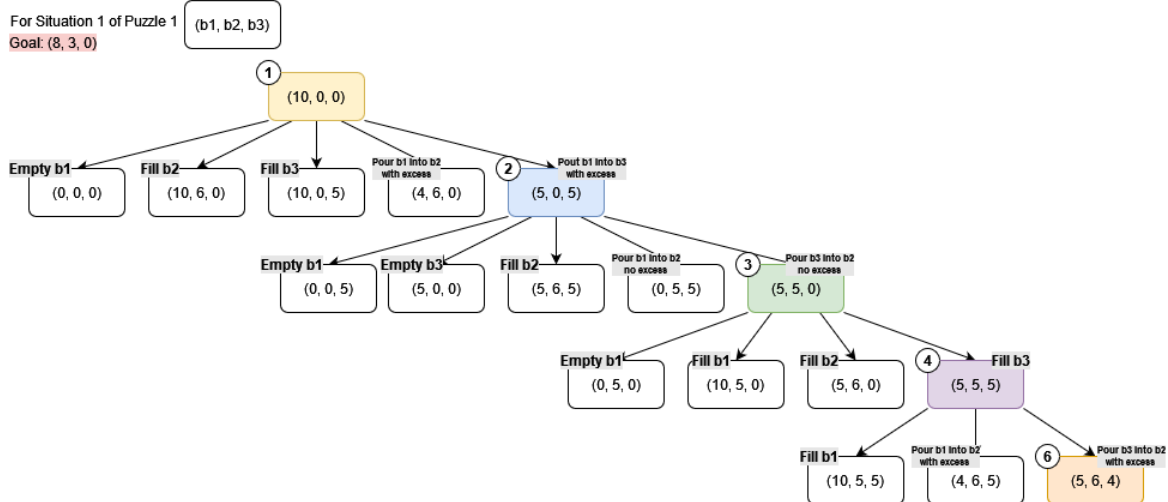 For Situation 1 of Puzzle 1
(b1, b2, b3)
Goal: (8, 3, 0)
1
(10, 0, 0)
Empty b1
Fill b2
Fill b3
Pour b1 into b2
with excess
2
Pout b1 into b3
with excess
(0, 0, 0)
(10, 6, 0)
(10, 0, 5)
(4, 6, 0)
(5, 0, 5)
Empty b1
Empty b3
Fill b2
Pour b1 into b2
no excess
3
Pour b3 into b2
no excess
(0, 0, 5)
(5, 0, 0)
(5, 6, 5)
(0, 5, 5)
(5, 5, 0)
Empty b1
Fill b1
Fill b2
4
Fill b3
(0, 5, 0)
(10, 5, 0)
(5, 6, 0)
(5, 5, 5)
Fill b1
Pour b1 into b2
with excess
6
Pour b3 into b2
with excess
(10, 5, 5)
(4, 6, 5)
(5, 6, 4)